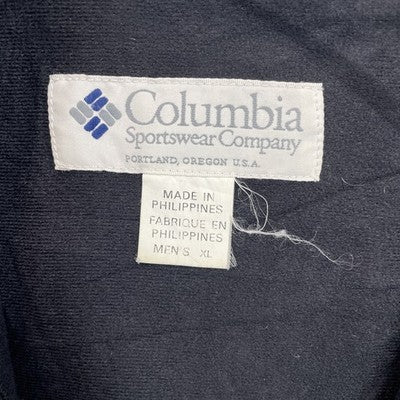 Columbia
Sportswear Company
PORTLAND, OREGON U.S.A.
MADE IN
PHILIPPINES
FABRIQUE EN
PHILIPPINES
MEN'S XL